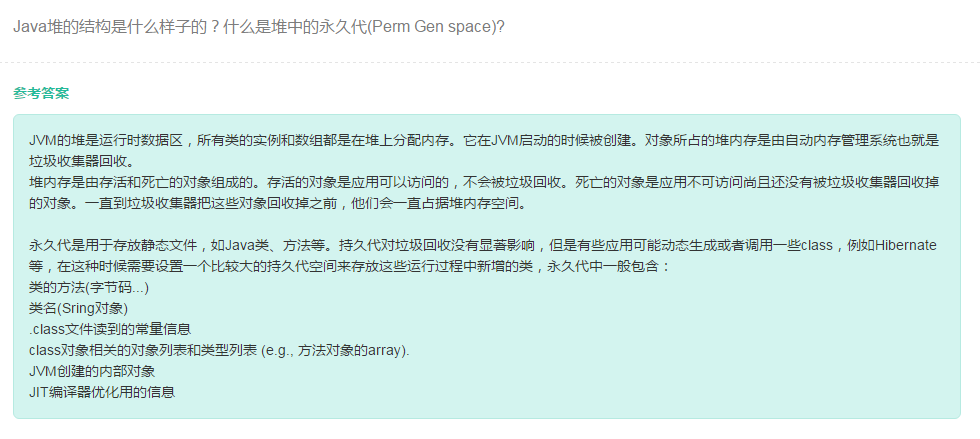 Java堆的结构是什么样子的？什么是堆中的永久代(Perm Gen space)?
参考答案
JVM的堆是运行时数据区，所有类的实例和数组都是在堆上分配内存。它在JVM启动的时候被创建。对象所占的堆内存是由自动内存管理系统也就是
垃圾收集器回收。
堆内存是由存活和死亡的对象组成的。存活的对象是应用可以访问的，不会被垃圾回收。死亡的对象是应用不可访问尚且还没有被垃圾收集器回收掉
的对象。一直到垃圾收集器把这些对象回收掉之前，他们会一直占据堆内存空间。
永久代是用于存放静态文件，如Java类、方法等。持久代对垃圾回收没有显著影响，但是有些应用可能动态生成或者调用一些class，例如Hibernate
等，在这种时候需要设置一个比较大的持久代空间来存放这些运行过程中新增的类，永久代中一般包含：
类的方法(字节码...)
类名(Sring对象)
.class文件读到的常量信息
class对象相关的对象列表和类型列表 (e.g., 方法对象的array).
JVM创建的内部对象
JIT编译器优化用的信息